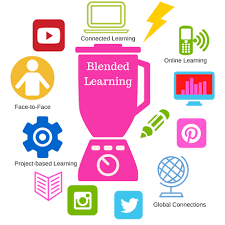 Connected Learning
Blended
Learning
Online Learning
Face-to-Face
Project-based Learning
Global Connections